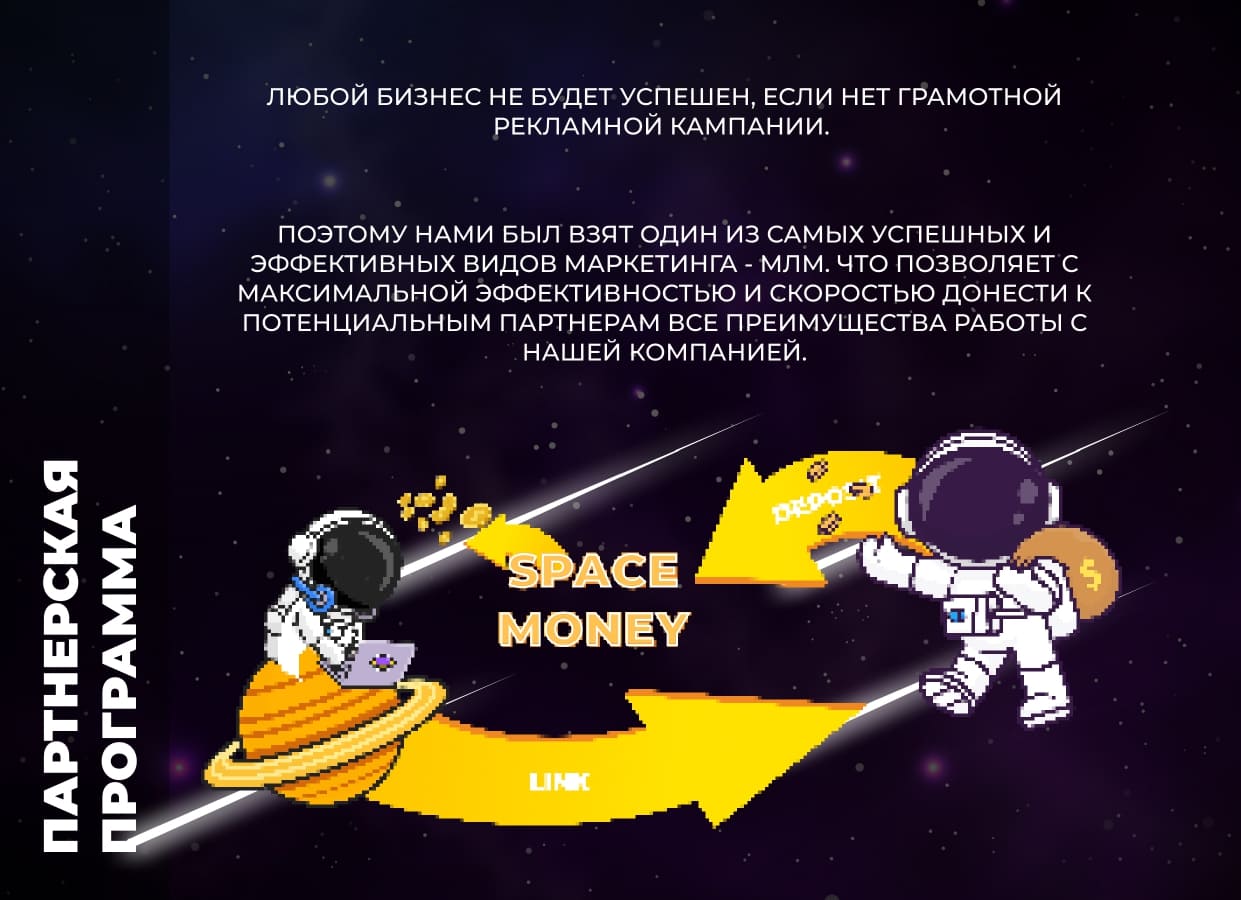 ЛЮБОЙ БИЗНЕС НЕ БУДЕТ УСПЕШЕН, ЕСЛИ НЕТ ГРАМОТНОЙ
РЕКЛАМНОЙ КАМПАНИИ.
ПОЭТОМУ НАМИ БЫЛ ВЗЯТ ОДИН ИЗ САМЫХ УСПЕШНЫХ И
ЭФФЕКТИВНЫХ ВИДОВ МАРКЕТИНГА - МЛМ. ЧТО ПОЗВОЛЯЕТ С
МАКСИМАЛЬНОЙ ЭФФЕКТИВНОСТЬЮ И СКОРОСТЬЮ ДОНЕСТИ К
ПОТЕНЦИАЛЬНЫМ ПАРТНЕРАМ ВСЕ ПРЕИМУЩЕСТВА РАБОТЫ С
НАШЕЙ КОМПАНИЕЙ.
ПАРТНЕРСКАЯ
ПРОГРАММА
DEPOSIT
SPACE
MONEY
$
LINK